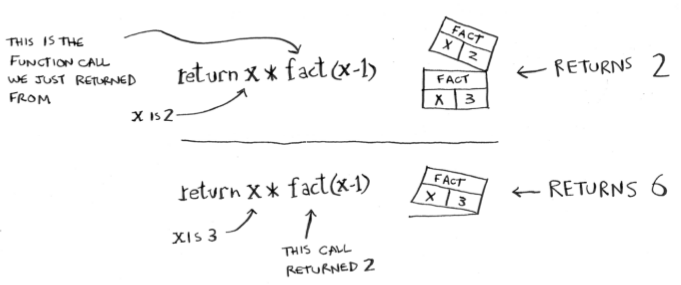 THIS IS THE
FUNCTION CALL
WE JUST RETURNED
FROM
return x * fact(x-1)
X IS 2
FACT
X 2
FACT
X 3
← RETURNS 2
return x * fact(x-1)
X IS 3
THIS CALL
RETURNED 2
FACT
X 3
← RETURNS 6